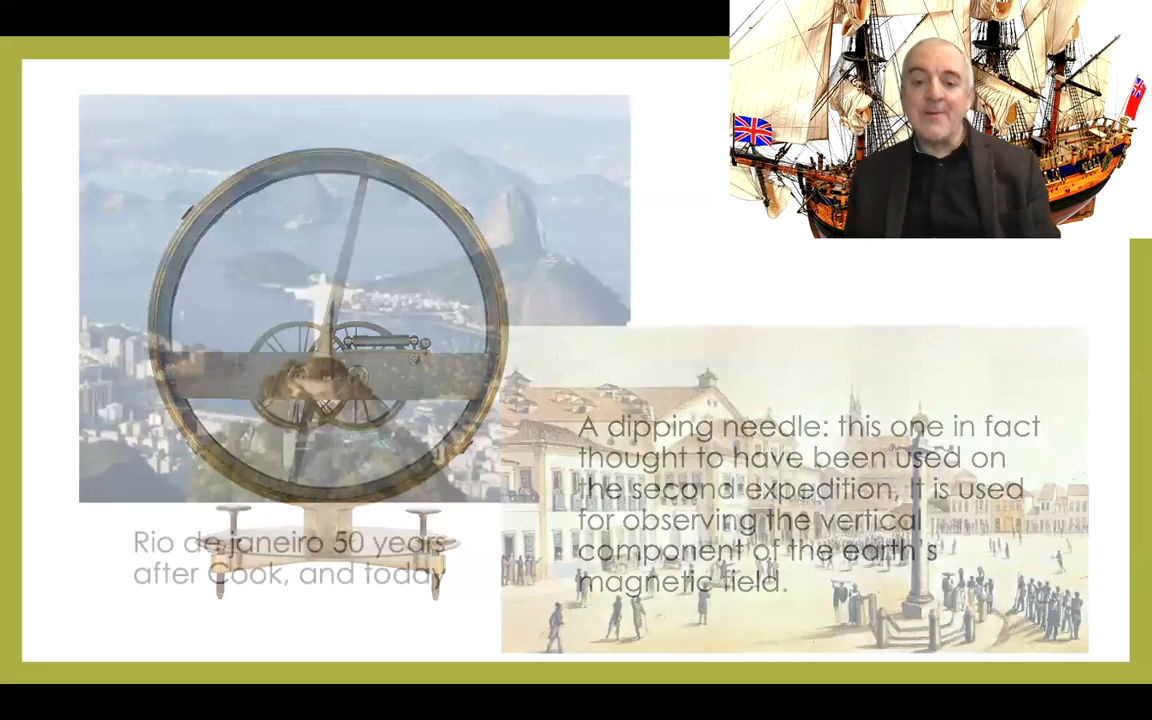 A dipping needle: this one in fact
thought to have been used on
the second expedition, It is used
for observing the vertical
component of the earth s
magnetic field.
Rio de janeiro 50 years
after Cook, and today